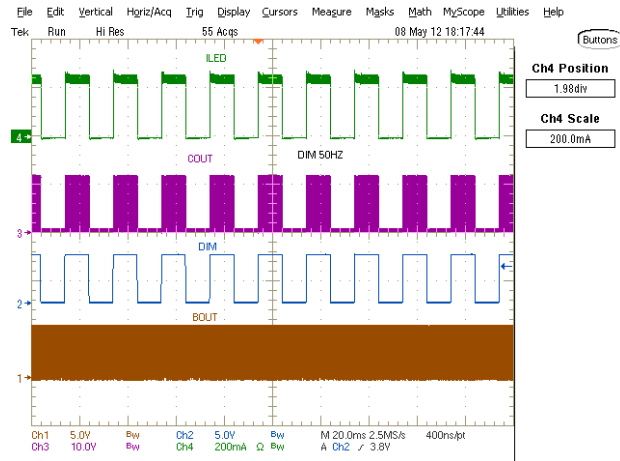 File Edit Vertical Horiz/Acq Trig Display Cursors Measure Masks Math MyScope Utilities Help
Tek Run Hi Res 55 Acqs 08 May 12 18:17:44
Buttons
Ch4 Position
1.98div
Ch4 Scale
200.0mA
ILED
4
COUT
DIM 50HZ
3
DIM
2
BOUT
1
Ch1 5.0V Bw Ch2 5.0V Bw M 20.0ms 2.5MS/s 400ns/pt
Ch3 10.0V Bw Ch4 200mA Ω Bw A Ch2 ∕ 3.8V